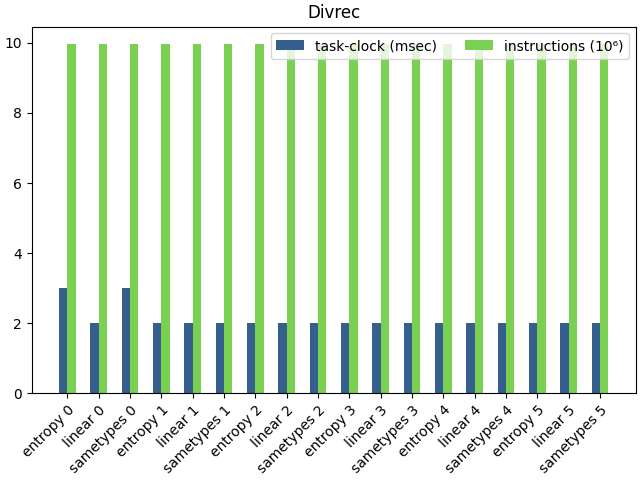 Divrec
task-clock (msec)
instructions (10⁶)
10
8
6
4
2
0
entropy 0
linear 0
sametypes 0
entropy 1
linear 1
sametypes 1
entropy 2
linear 2
sametypes 2
entropy 3
linear 3
sametypes 3
entropy 4
linear 4
sametypes 4
entropy 5
linear 5
sametypes 5